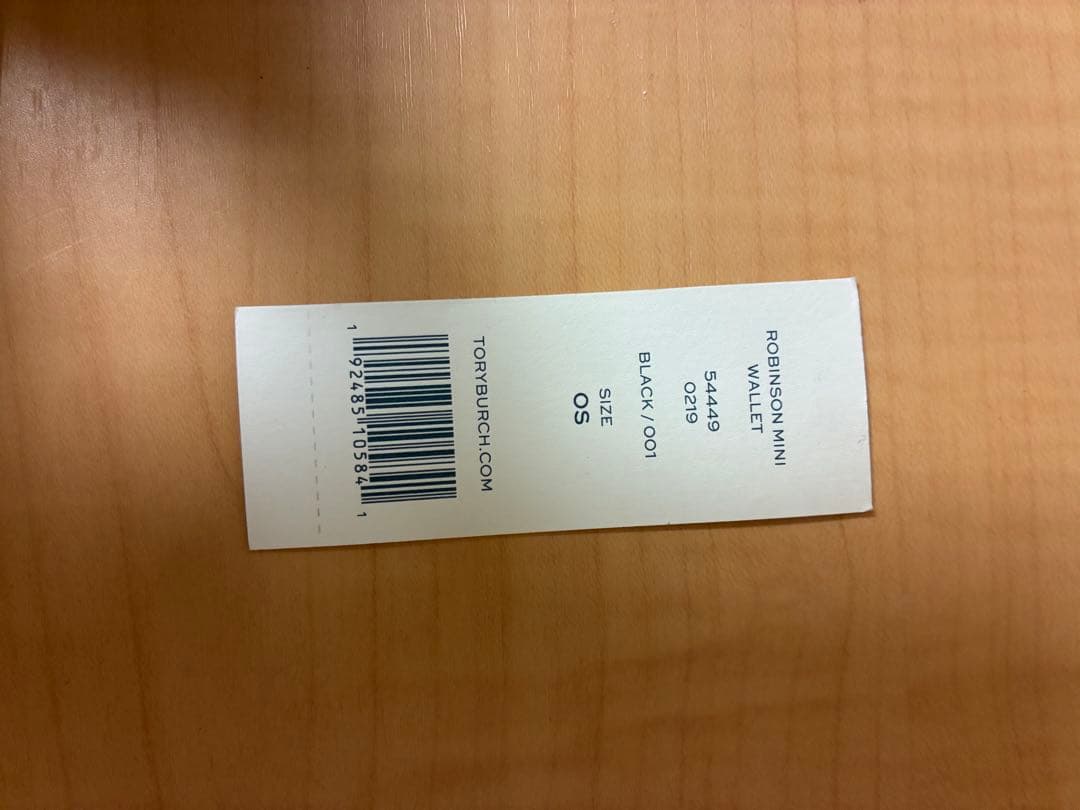 ROBINSON MINI
WALLET
54449
0219
BLACK / 001
SIZE
OS
TORYBURCH.COM
1 92485 10584 1